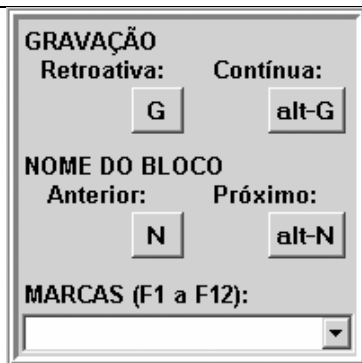 GRAVAÇÃO
Retroativa: Contínua:
G alt-G
NOME DO BLOCO
Anterior: Próximo:
N alt-N
MARCAS (F1 a F12):